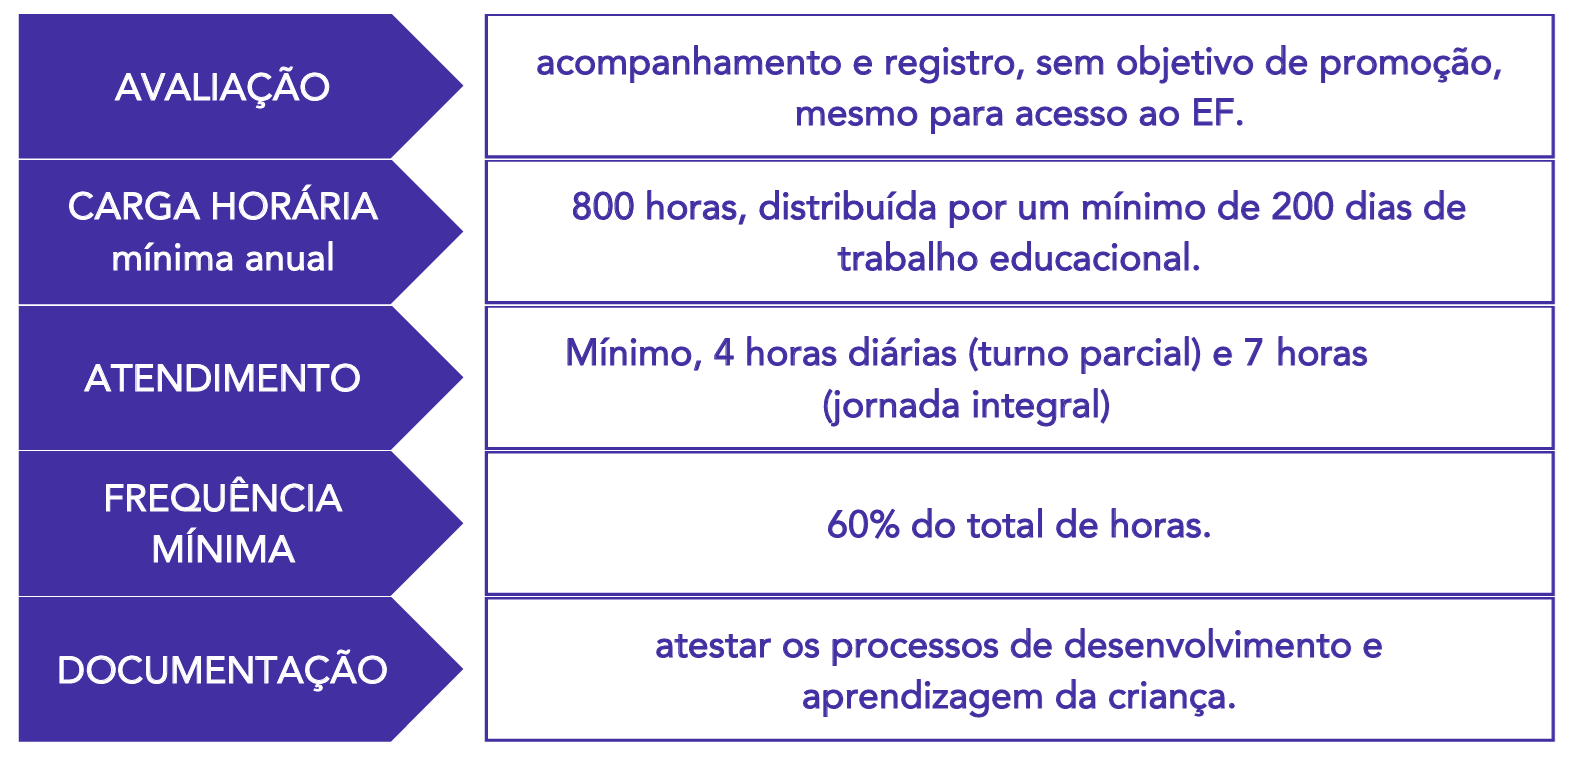 AVALIAÇÃO
acompanhamento e registro, sem objetivo de promoção,
mesmo para acesso ao EF.
CARGA HORÁRIA
mínima anual
800 horas, distribuída por um mínimo de 200 dias de
trabalho educacional.
ATENDIMENTO
Mínimo, 4 horas diárias (turno parcial) e 7 horas
(jornada integral)
FREQUÊNCIA
MÍNIMA
60% do total de horas.
DOCUMENTAÇÃO
atestar os processos de desenvolvimento e
aprendizagem da criança.